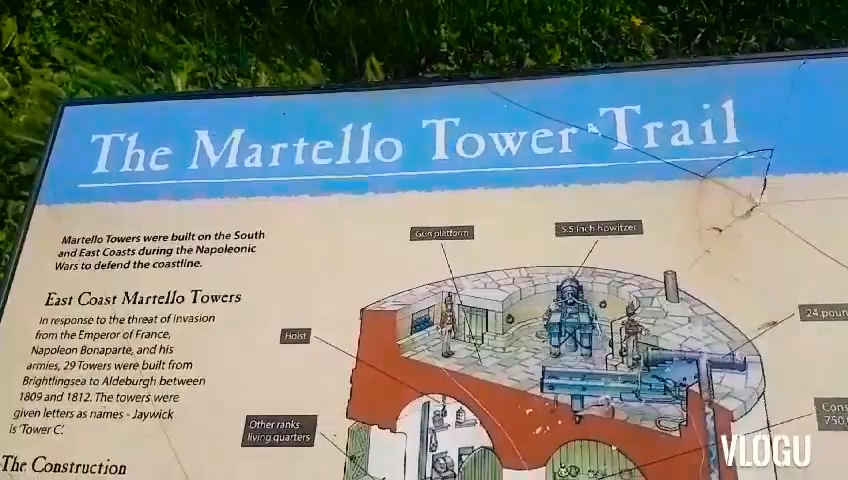 The Martello Tower Trail
Martello Towers were built on the South
and East Coasts during the Napoleonic
Wars to defend the coastline.
East Coast Martello Towers
In response to the threat of invasion
from the Emperor of France,
Napoleon Bonaparte, and his
armies, 29 Towers were built from
Brightlingsea to Aldeburgh between
1809 and 1812. The towers were
given letters as names - Jaywick
is 'Tower C'.
The Construction
Gun platform
5.5 inch howitzer
Hoist
24 poun
Other ranks
living quarters
Cons
750,
VLOGU